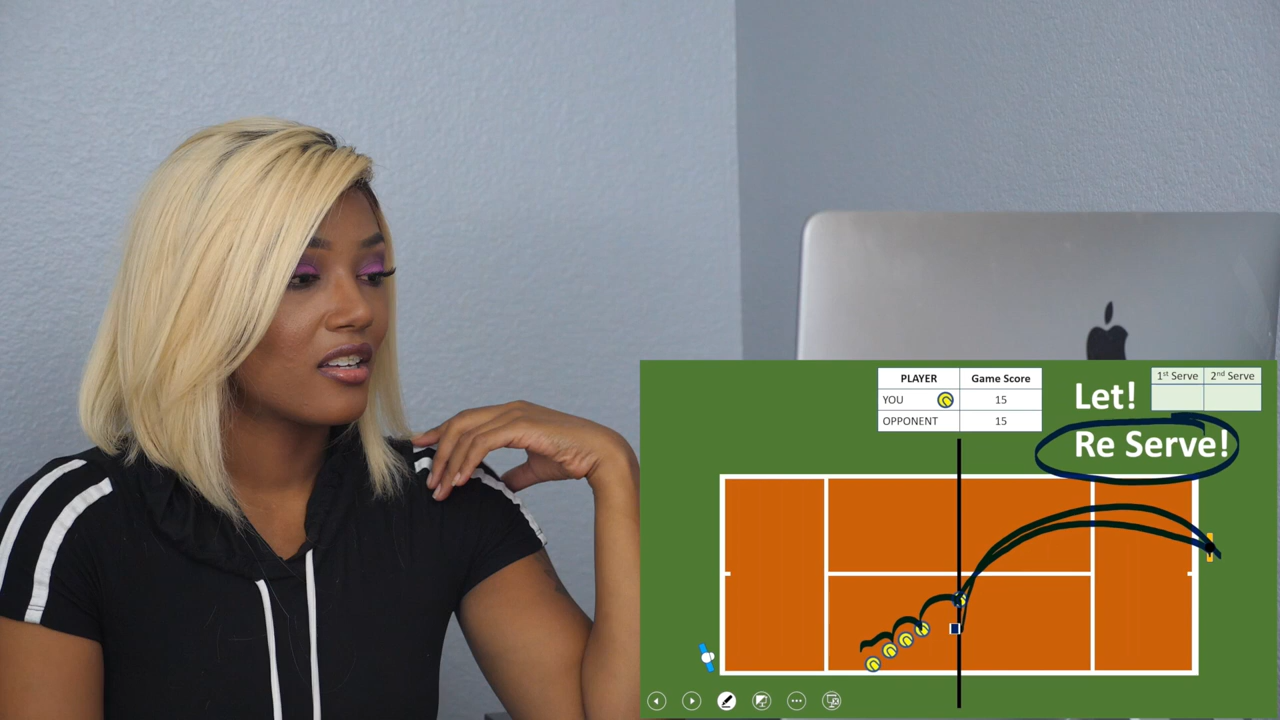 PLAYER Game Score
YOU 15
OPPONENT 15
Let!
Re Serve!
1st Serve 2nd Serve